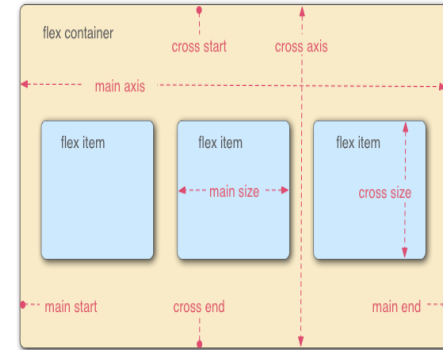 flex container
cross start
cross axis
main axis
flex item
flex item
flex item
main size
cross size
main start
cross end
main end